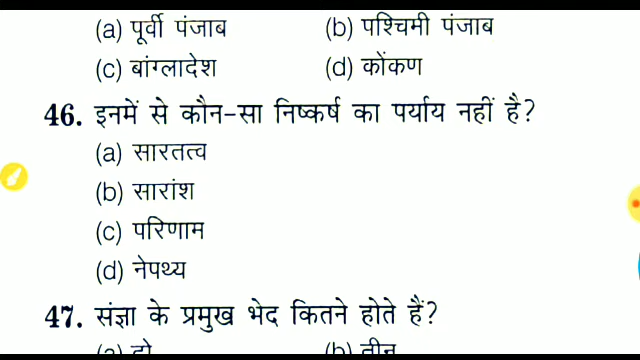 (a) पूर्वी पंजाब (b) पश्चिमी पंजाब
(c) बांग्लादेश (d) कोंकण
46. इनमें से कौन-सा निष्कर्ष का पर्याय नहीं है?
(a) सारतत्व
(b) सारांश
(c) परिणाम
(d) नेपथ्य
47. संज्ञा के प्रमुख भेद कितने होते हैं?
(a) दो (b) तीन